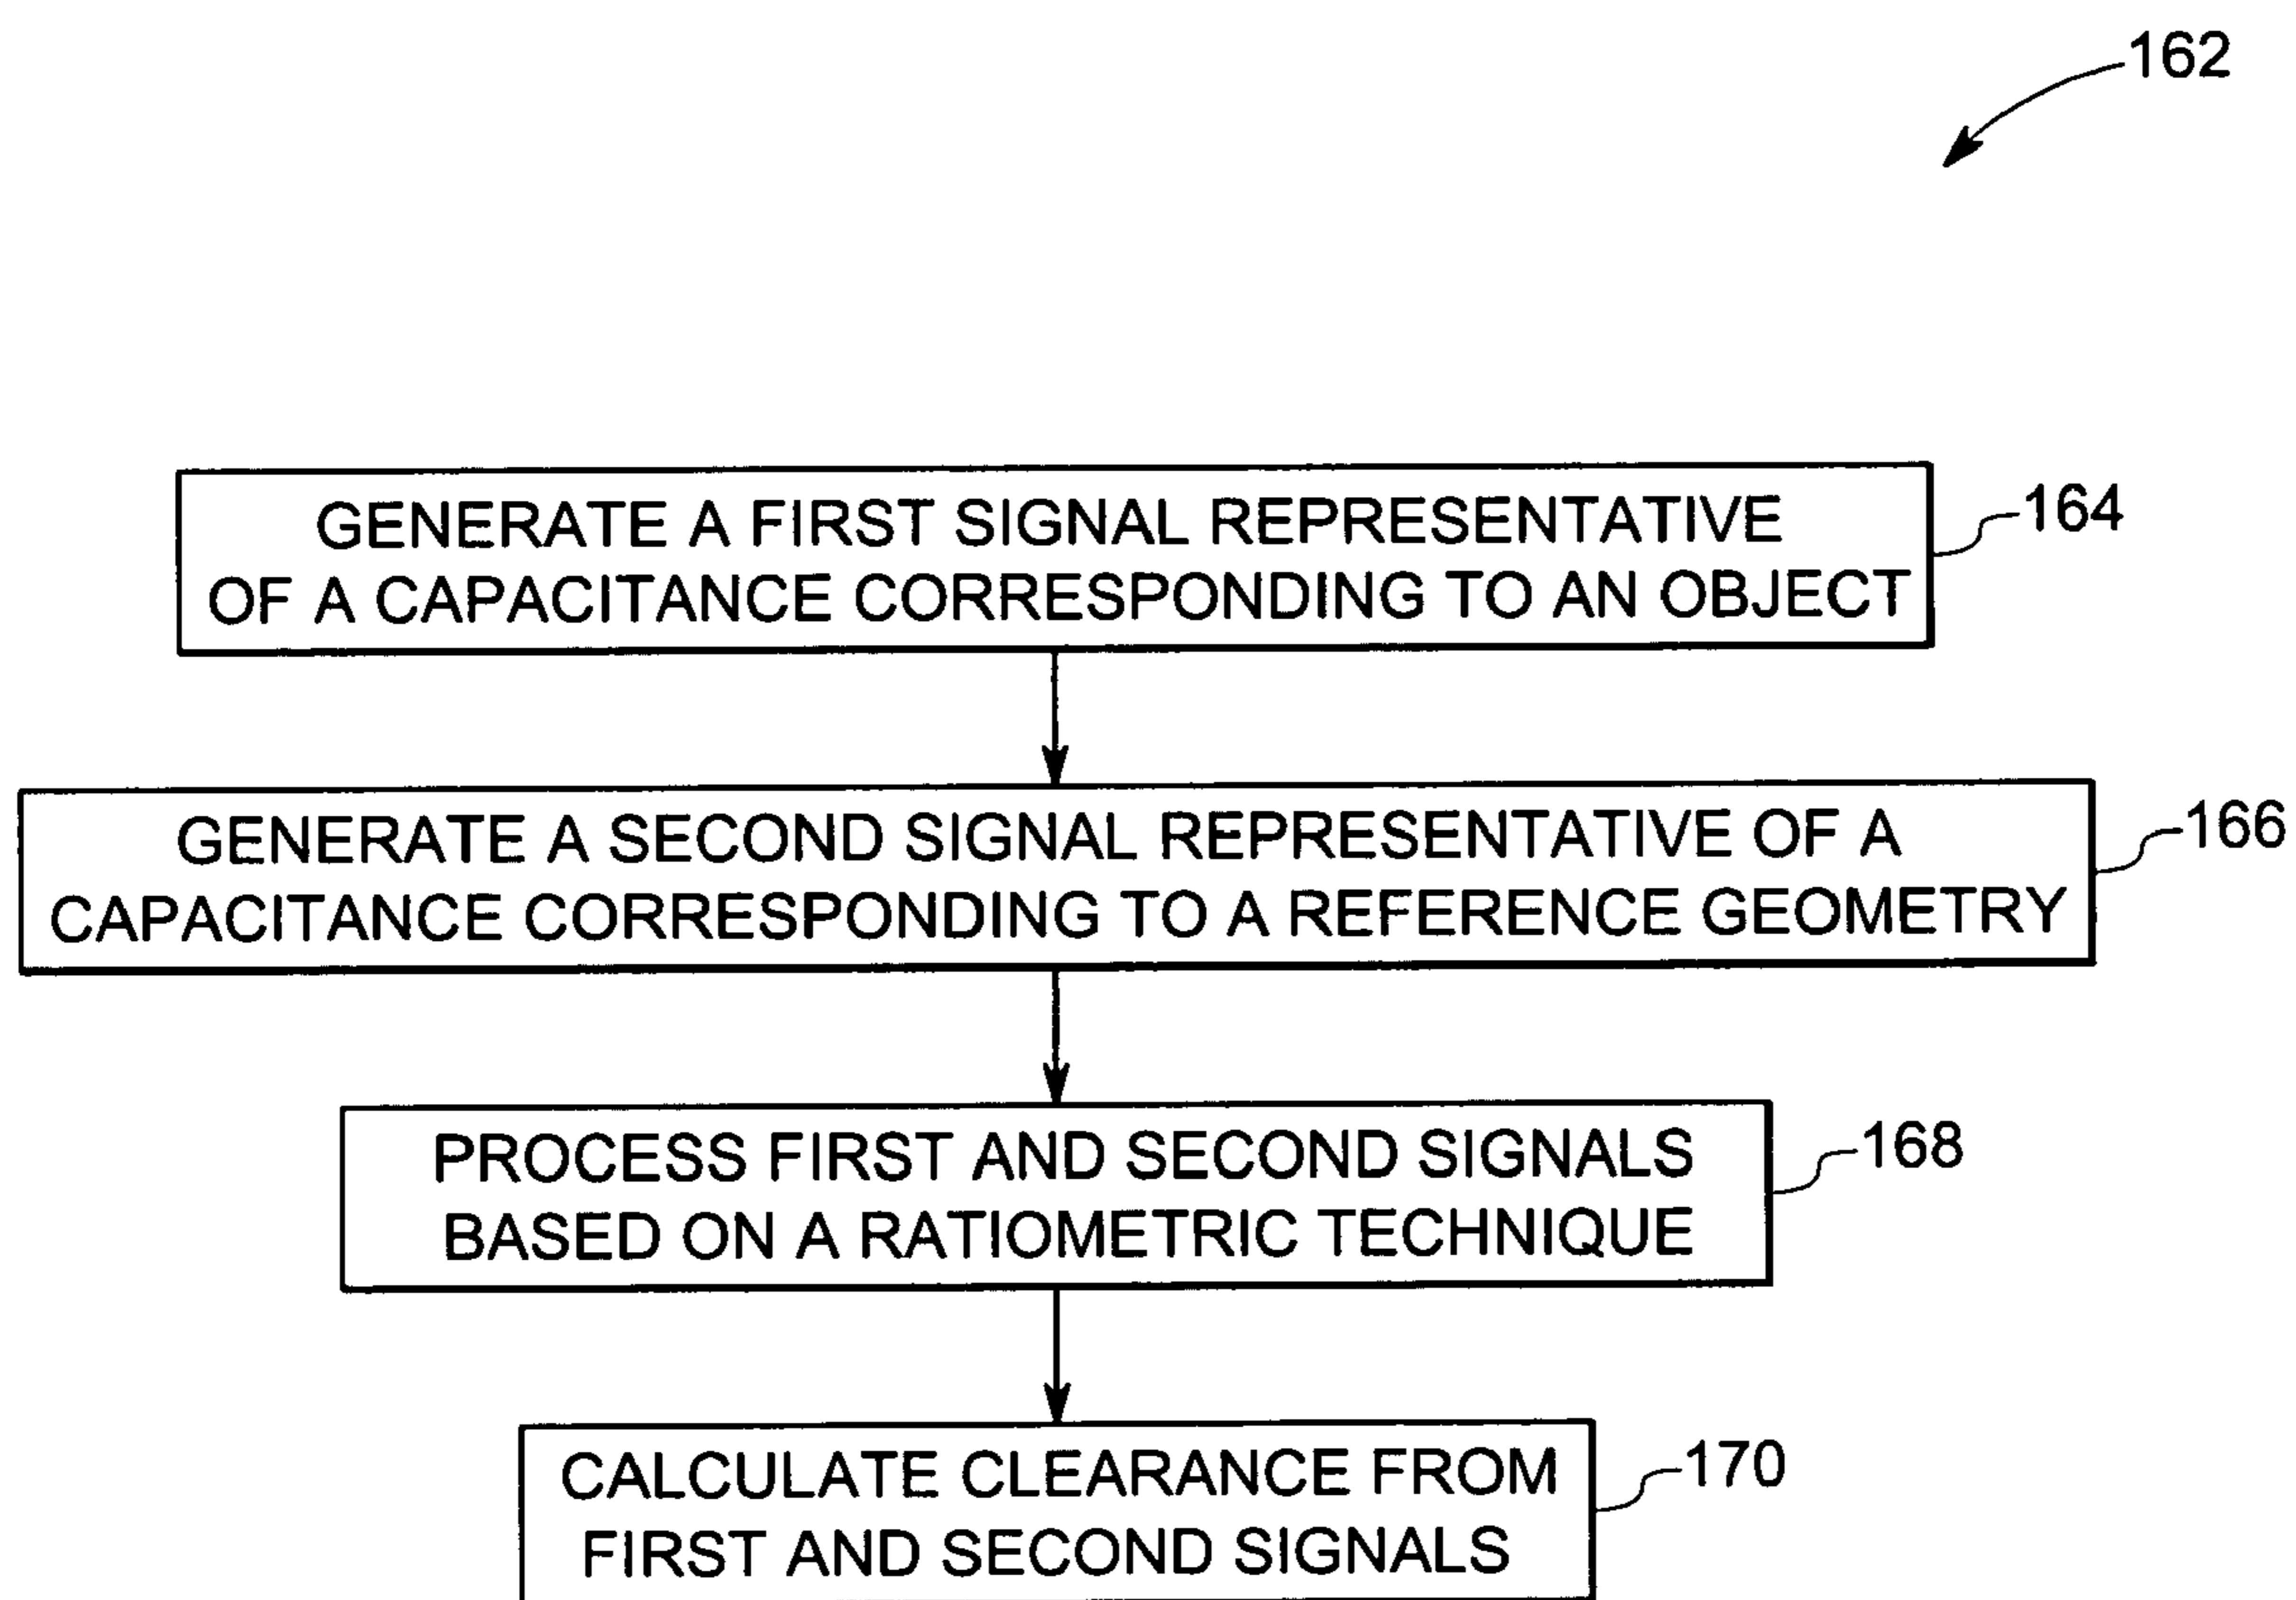 162
GENERATE A FIRST SIGNAL REPRESENTATIVE
OF A CAPACITANCE CORRESPONDING TO AN OBJECT
164
GENERATE A SECOND SIGNAL REPRESENTATIVE OF A
CAPACITANCE CORRESPONDING TO A REFERENCE GEOMETRY
166
PROCESS FIRST AND SECOND SIGNALS
BASED ON A RATIOMETRIC TECHNIQUE
168
CALCULATE CLEARANCE FROM
FIRST AND SECOND SIGNALS
170